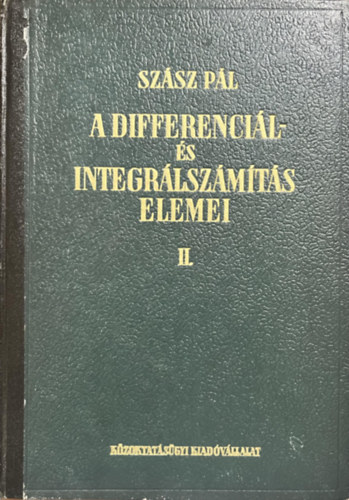 SZÁSZ PÁL
A DIFFERENCIÁL-
ÉS
INTEGRÁLSZÁMÍTÁS
ELEMEI
II.
KÖZOKTATÁSÜGYI KIADÓVÁLLALAT